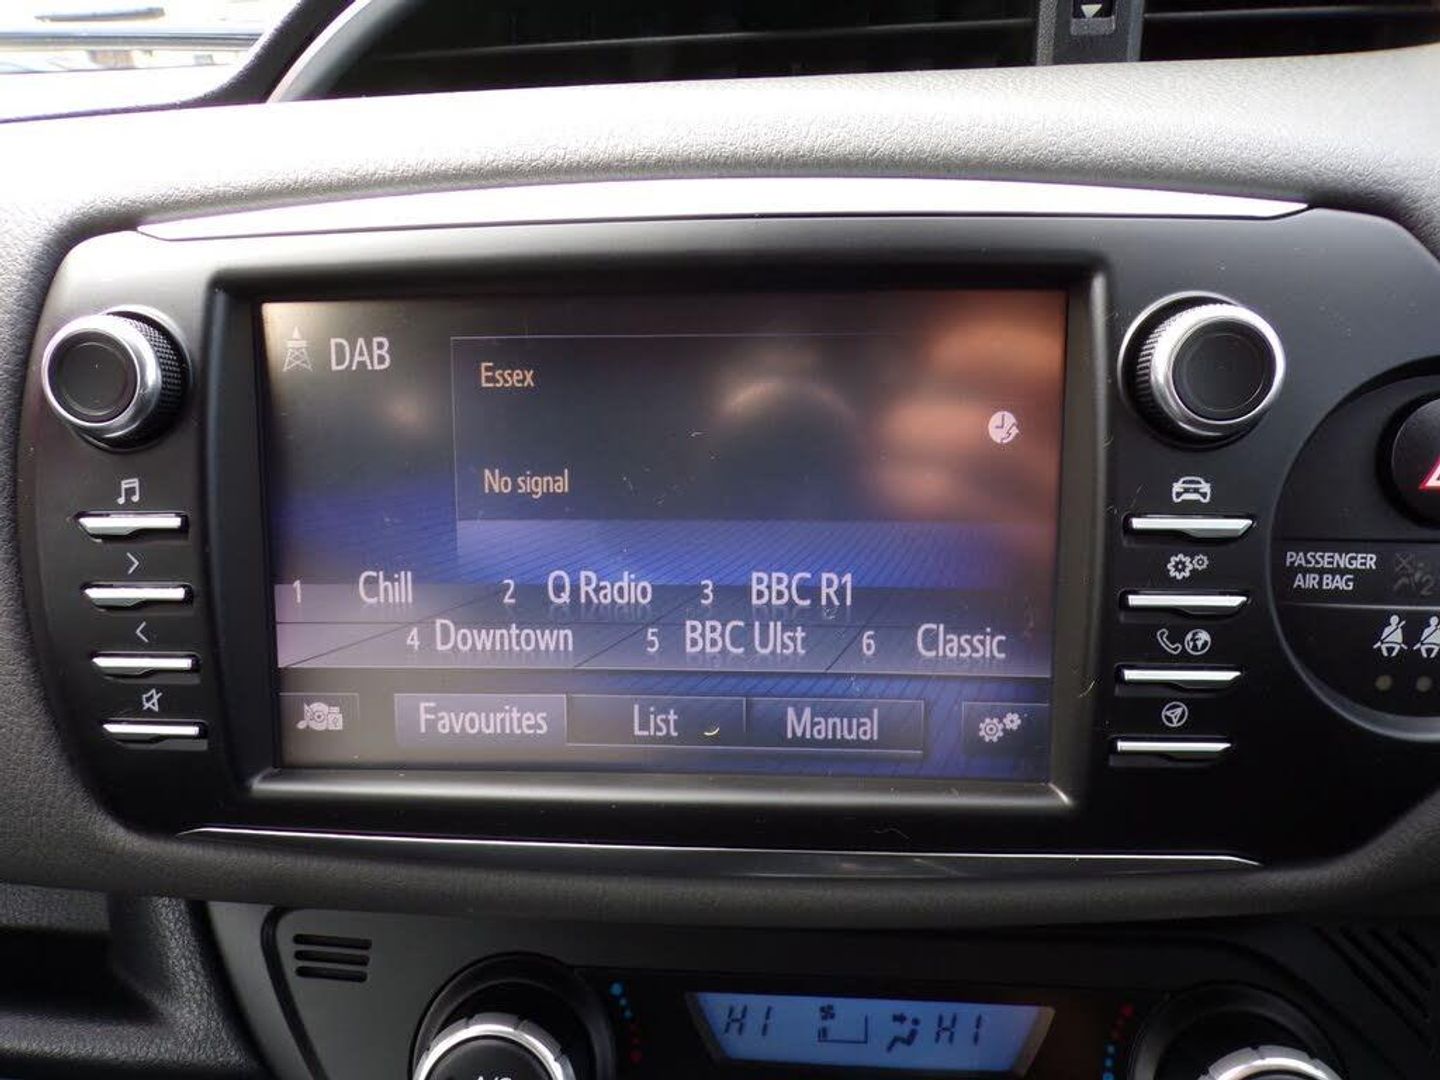 DAB
Essex
No signal
1 Chill 2 Q Radio 3 BBC R1
4 Downtown 5 BBC Ulst 6 Classic
Favourites List Manual
PASSENGER
AIR BAG
HI HI